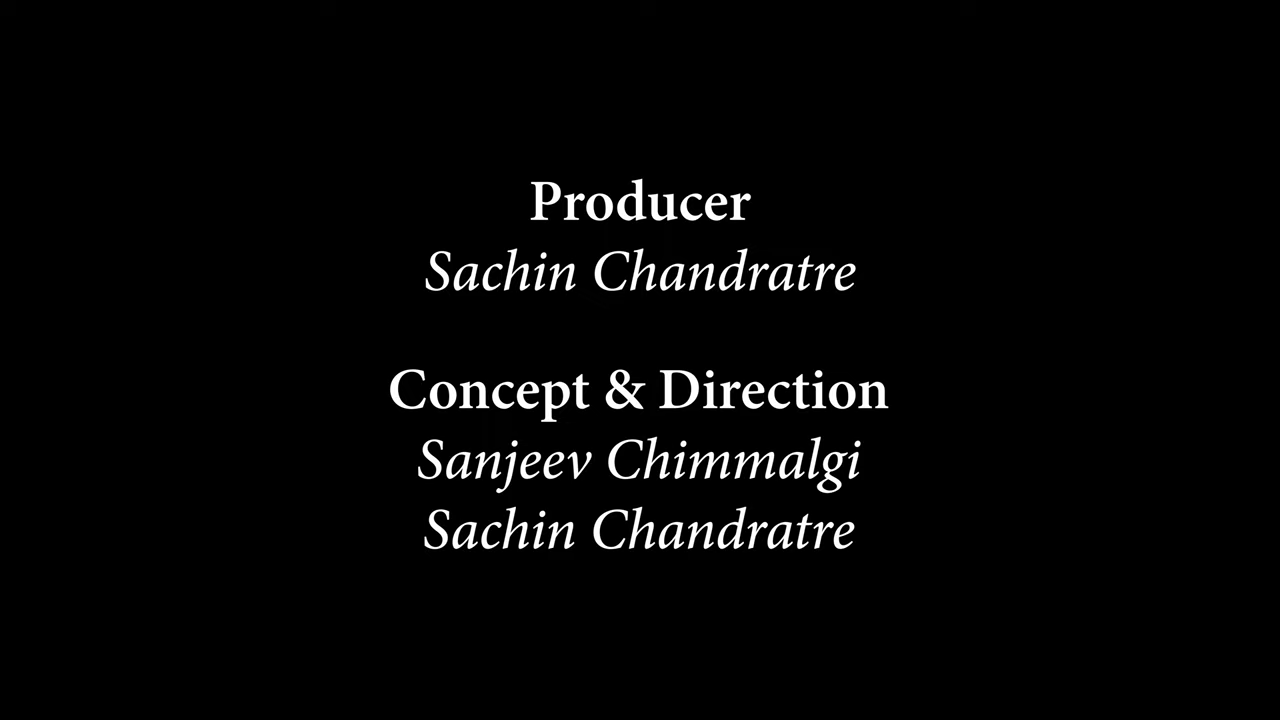 Producer
Sachin Chandratre
Concept & Direction
Sanjeev Chimmalgi
Sachin Chandratre